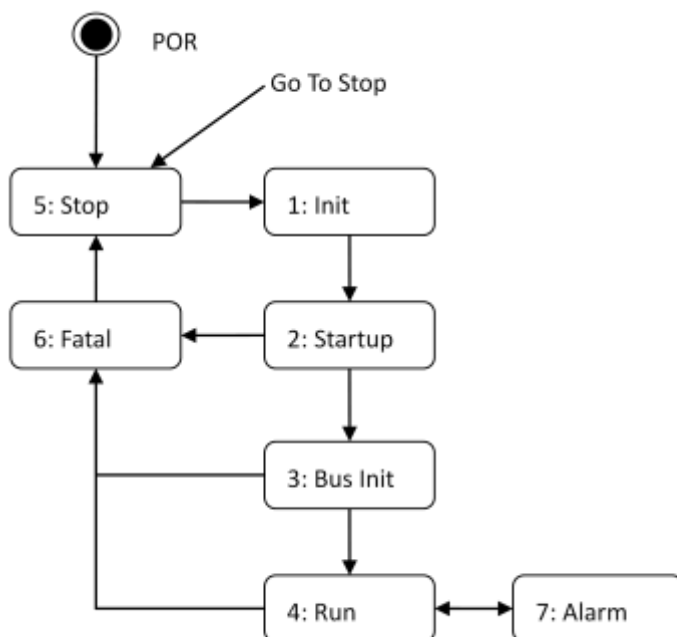 POR
Go To Stop
5: Stop
1: Init
6: Fatal
2: Startup
3: Bus Init
4: Run
7: Alarm